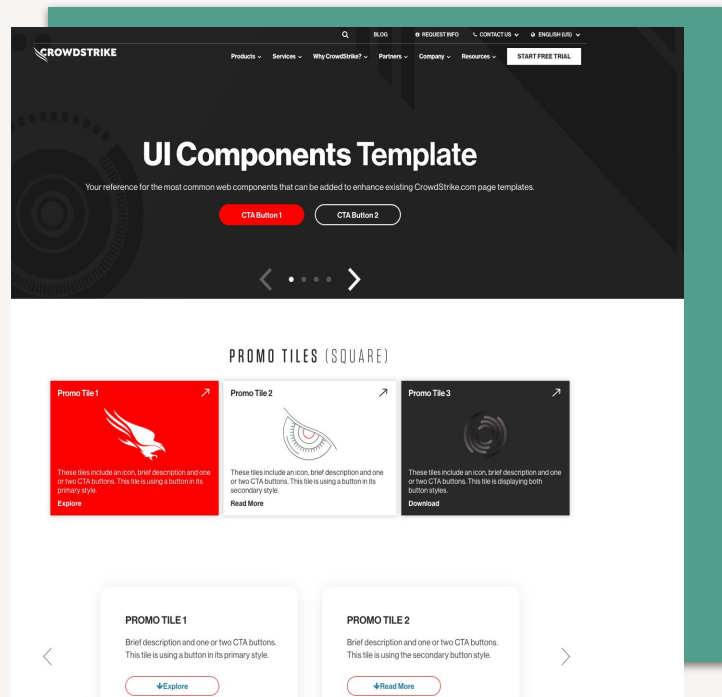 BLOG REQUEST INFO CONTACT US ENGLISH (US)
CROWDSTRIKE
Products Services Why CrowdStrike? Partners Company Resources START FREE TRIAL
UI Components Template
Your reference for the most common web components that can be added to enhance existing CrowdStrike.com page templates.
CTA Button 1 CTA Button 2
PROMO TILES (SQUARE)
Promo Tile 1
These tiles include an icon, brief description and one
or two CTA buttons. This tile is using a button in its
primary style.
Explore
Promo Tile 2
These tiles include an icon, brief description and one
or two CTA buttons. This tile is using a button in its
secondary style.
Read More
Promo Tile 3
These tiles include an icon, brief description and one
or two CTA buttons. This tile is displaying both
button styles.
Download
PROMO TILE 1
Brief description and one or two CTA buttons.
This tile is using a button in its primary style.
Explore
PROMO TILE 2
Brief description and one or two CTA buttons.
This tile is using the secondary button style.
Read More